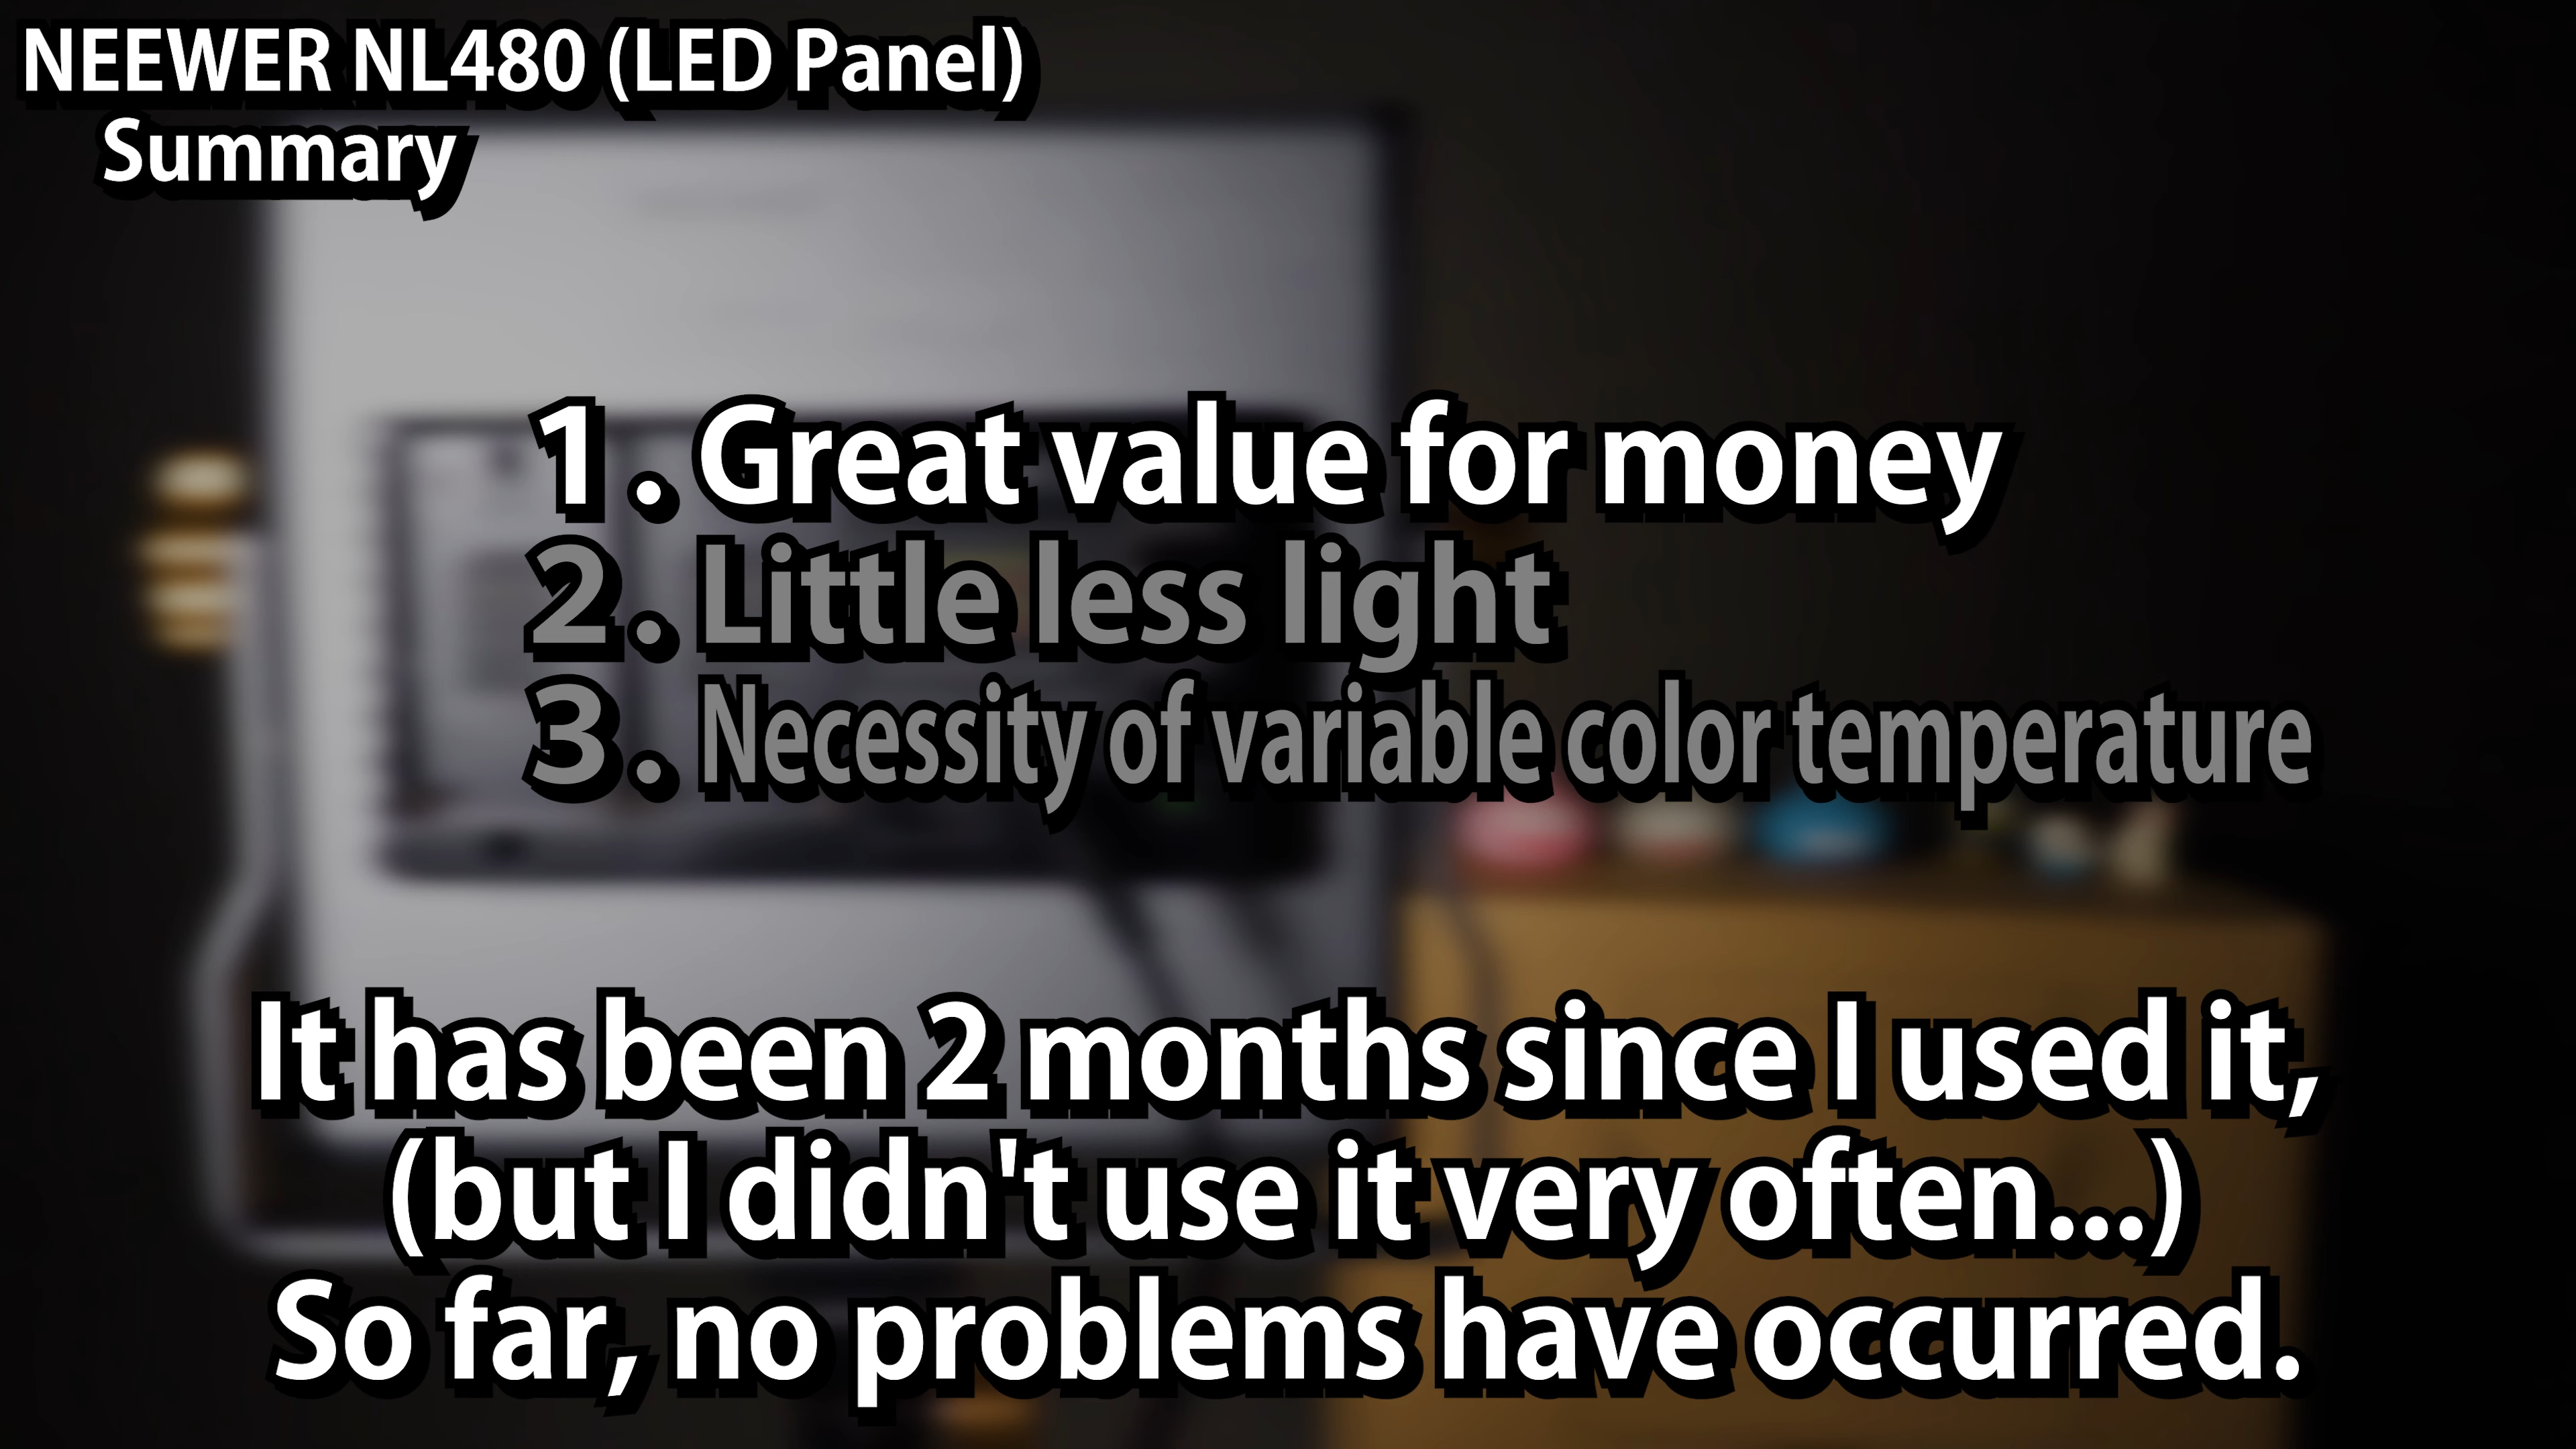 NEEWER NL480 (LED Panel)
Summary
1. Great value for money
2. Little less light
3. Necessity of variable color temperature
It has been 2 months since I used it,
(but I didn't use it very often...)
So far, no problems have occurred.